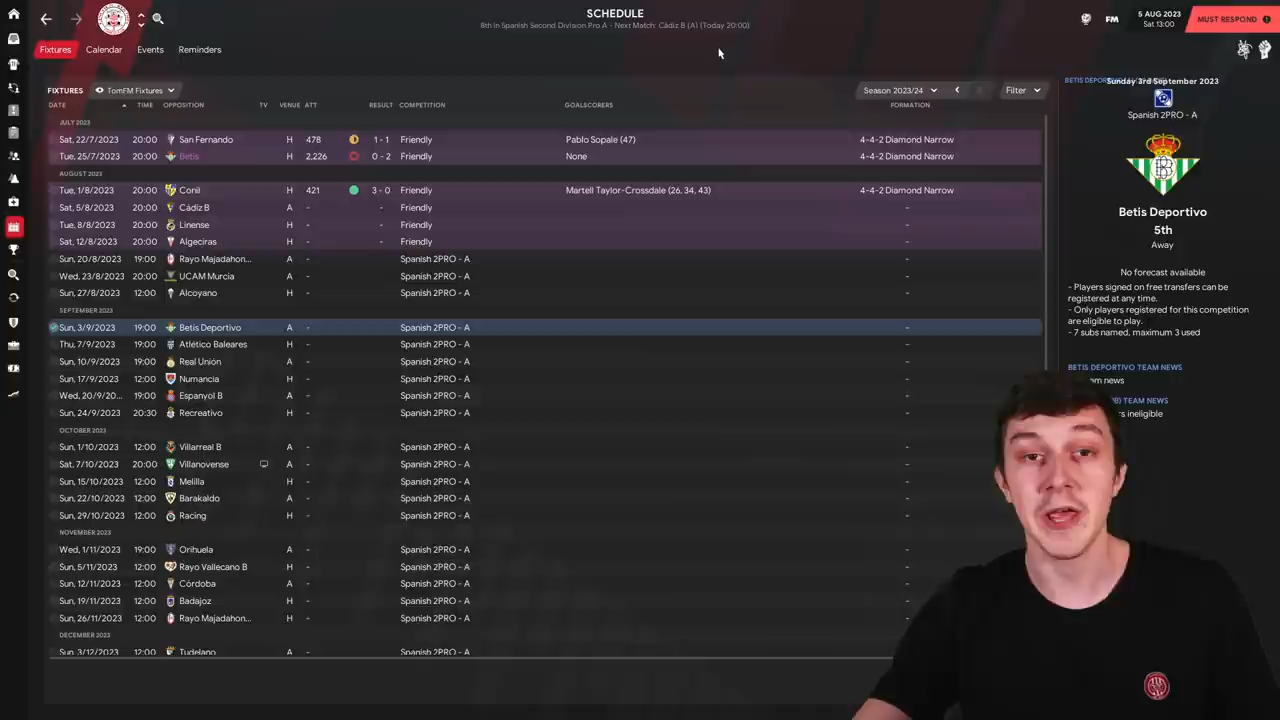 SCHEDULE
8th in Spanish Second Division Pro A - Next Match: Cádiz B (A) (Today 20:00)
FM
5 AUG 2023
Sat 13:00
MUST RESPOND
Fixtures Calendar Events Reminders
FIXTURES TomFM Fixtures Season 2023/24 Filter
DATE TIME OPPOSITION TV VENUE ATT RESULT COMPETITION GOALSCORERS FORMATION
JULY 2023
Sat, 22/7/2023 20:00 San Fernando H 478 1 - 1 Friendly Pablo Sopale (47) 4-4-2 Diamond Narrow
Tue, 25/7/2023 20:00 Betis H 2,226 0 - 2 Friendly None 4-4-2 Diamond Narrow
AUGUST 2023
Tue, 1/8/2023 20:00 Conil H 421 3 - 0 Friendly Martell Taylor-Crossdale (26, 34, 43) 4-4-2 Diamond Narrow
Sat, 5/8/2023 20:00 Cádiz B A - - Friendly -
Tue, 8/8/2023 20:00 Linense H - - Friendly -
Sat, 12/8/2023 20:00 Algeciras H - - Friendly -
Sun, 20/8/2023 19:00 Rayo Majadahon... A - Spanish 2PRO - A -
Wed, 23/8/2023 20:00 UCAM Murcia H - Spanish 2PRO - A -
Sun, 27/8/2023 12:00 Alcoyano H - Spanish 2PRO - A -
SEPTEMBER 2023
Sun, 3/9/2023 19:00 Betis Deportivo A - Spanish 2PRO - A -
Thu, 7/9/2023 19:00 Atlético Baleares H - Spanish 2PRO - A -
Sun, 10/9/2023 19:00 Real Unión A - Spanish 2PRO - A -
Sun, 17/9/2023 12:00 Numancia H - Spanish 2PRO - A -
Wed, 20/9/20... 19:00 Espanyol B A - Spanish 2PRO - A -
Sun, 24/9/2023 20:30 Recreativo H - Spanish 2PRO - A -
OCTOBER 2023
Sun, 1/10/2023 12:00 Villarreal B A - Spanish 2PRO - A -
Sat, 7/10/2023 20:00 Villanovense A - Spanish 2PRO - A -
Sun, 15/10/2023 12:00 Melilla H - Spanish 2PRO - A -
Sun, 22/10/2023 12:00 Barakaldo A - Spanish 2PRO - A -
Sun, 29/10/2023 12:00 Racing H - Spanish 2PRO - A -
NOVEMBER 2023
Wed, 1/11/2023 19:00 Orihuela A - Spanish 2PRO - A -
Sun, 5/11/2023 12:00 Rayo Vallecano B H - Spanish 2PRO - A -
Sun, 12/11/2023 12:00 Córdoba A - Spanish 2PRO - A -
Sun, 19/11/2023 12:00 Badajoz H - Spanish 2PRO - A -
Sun, 26/11/2023 12:00 Rayo Majadahon... H - Spanish 2PRO - A -
DECEMBER 2023
Sun, 3/12/2023 12:00 Tudelano A - Spanish 2PRO - A
Sunday 3rd September 2023
Spanish 2PRO - A
Betis Deportivo
5th
Away
No forecast available
- Players signed on free transfers can be
registered at any time.
- Only players registered for this competition
are eligible to play.
- 7 subs named, maximum 3 used
BETIS DEPORTIVO TEAM NEWS
news
TEAM NEWS
ineligible